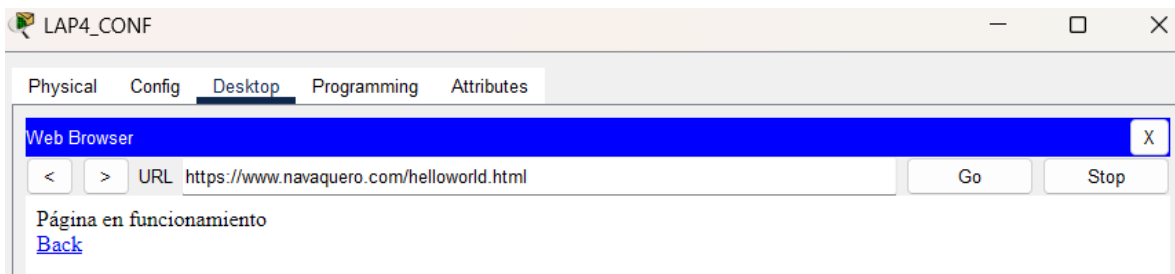 LAP4_CONF
Physical Config Desktop Programming Attributes
Web Browser X
< > URL https://www.navaquero.com/helloworld.html Go Stop
Página en funcionamiento
Back